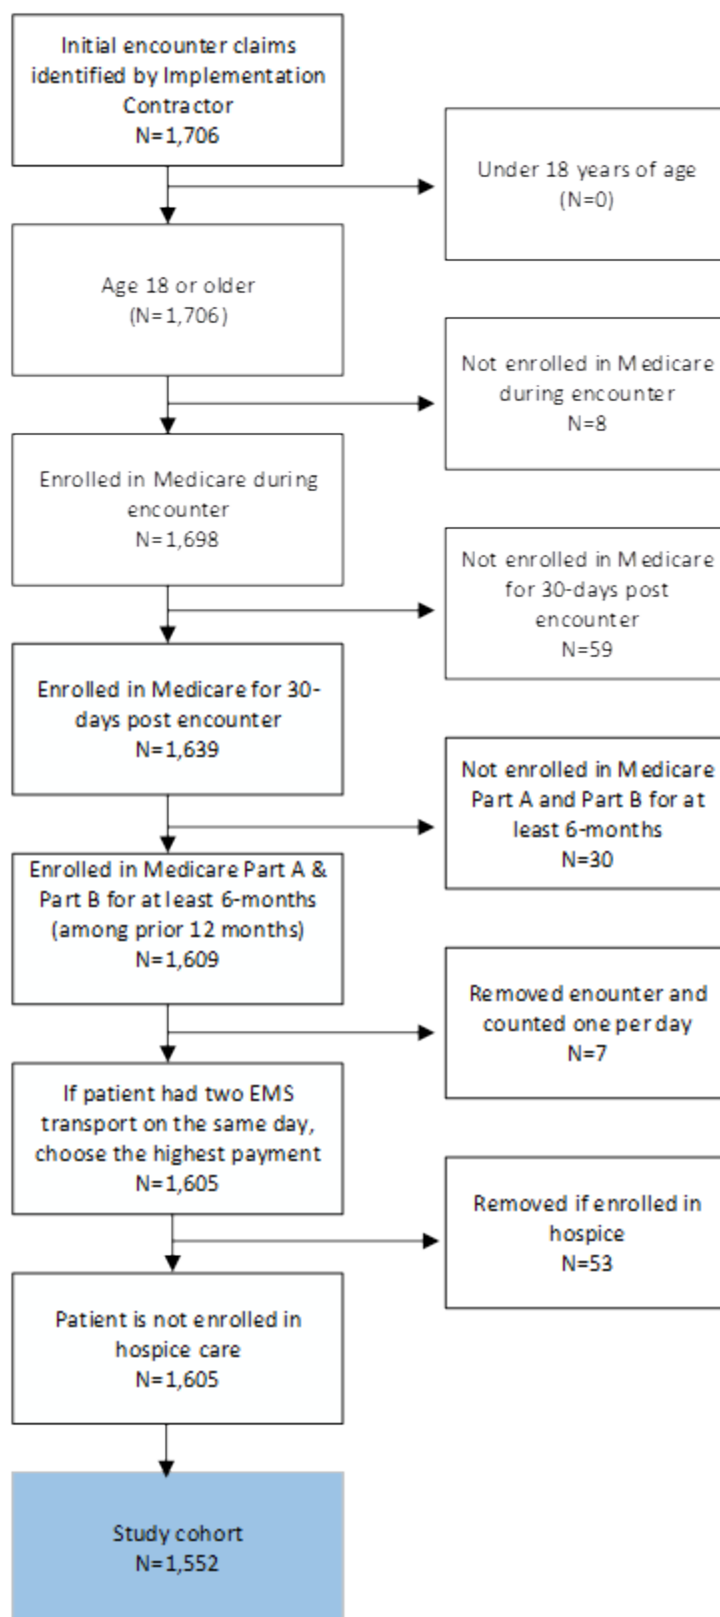 Initial encounter claims
identified by Implementation
Contractor
N=1,706
Under 18 years of age
(N=0)
Age 18 or older
(N=1,706)
Not enrolled in Medicare
during encounter
N=8
Enrolled in Medicare during
encounter
N=1,698
Not enrolled in Medicare
for 30-days post
encounter
N=59
Enrolled in Medicare for 30-
days post encounter
N=1,639
Not enrolled in Medicare
Part A and Part B for at
least 6-months
N=30
Enrolled in Medicare Part A &
Part B for at least 6-months
(among prior 12 months)
N=1,609
Removed enounter and
counted one per day
N=7
If patient had two EMS
transport on the same day,
choose the highest payment
N=1,605
Removed if enrolled in
hospice
N=53
Patient is not enrolled in
hospice care
N=1,605
Study cohort
N=1,552